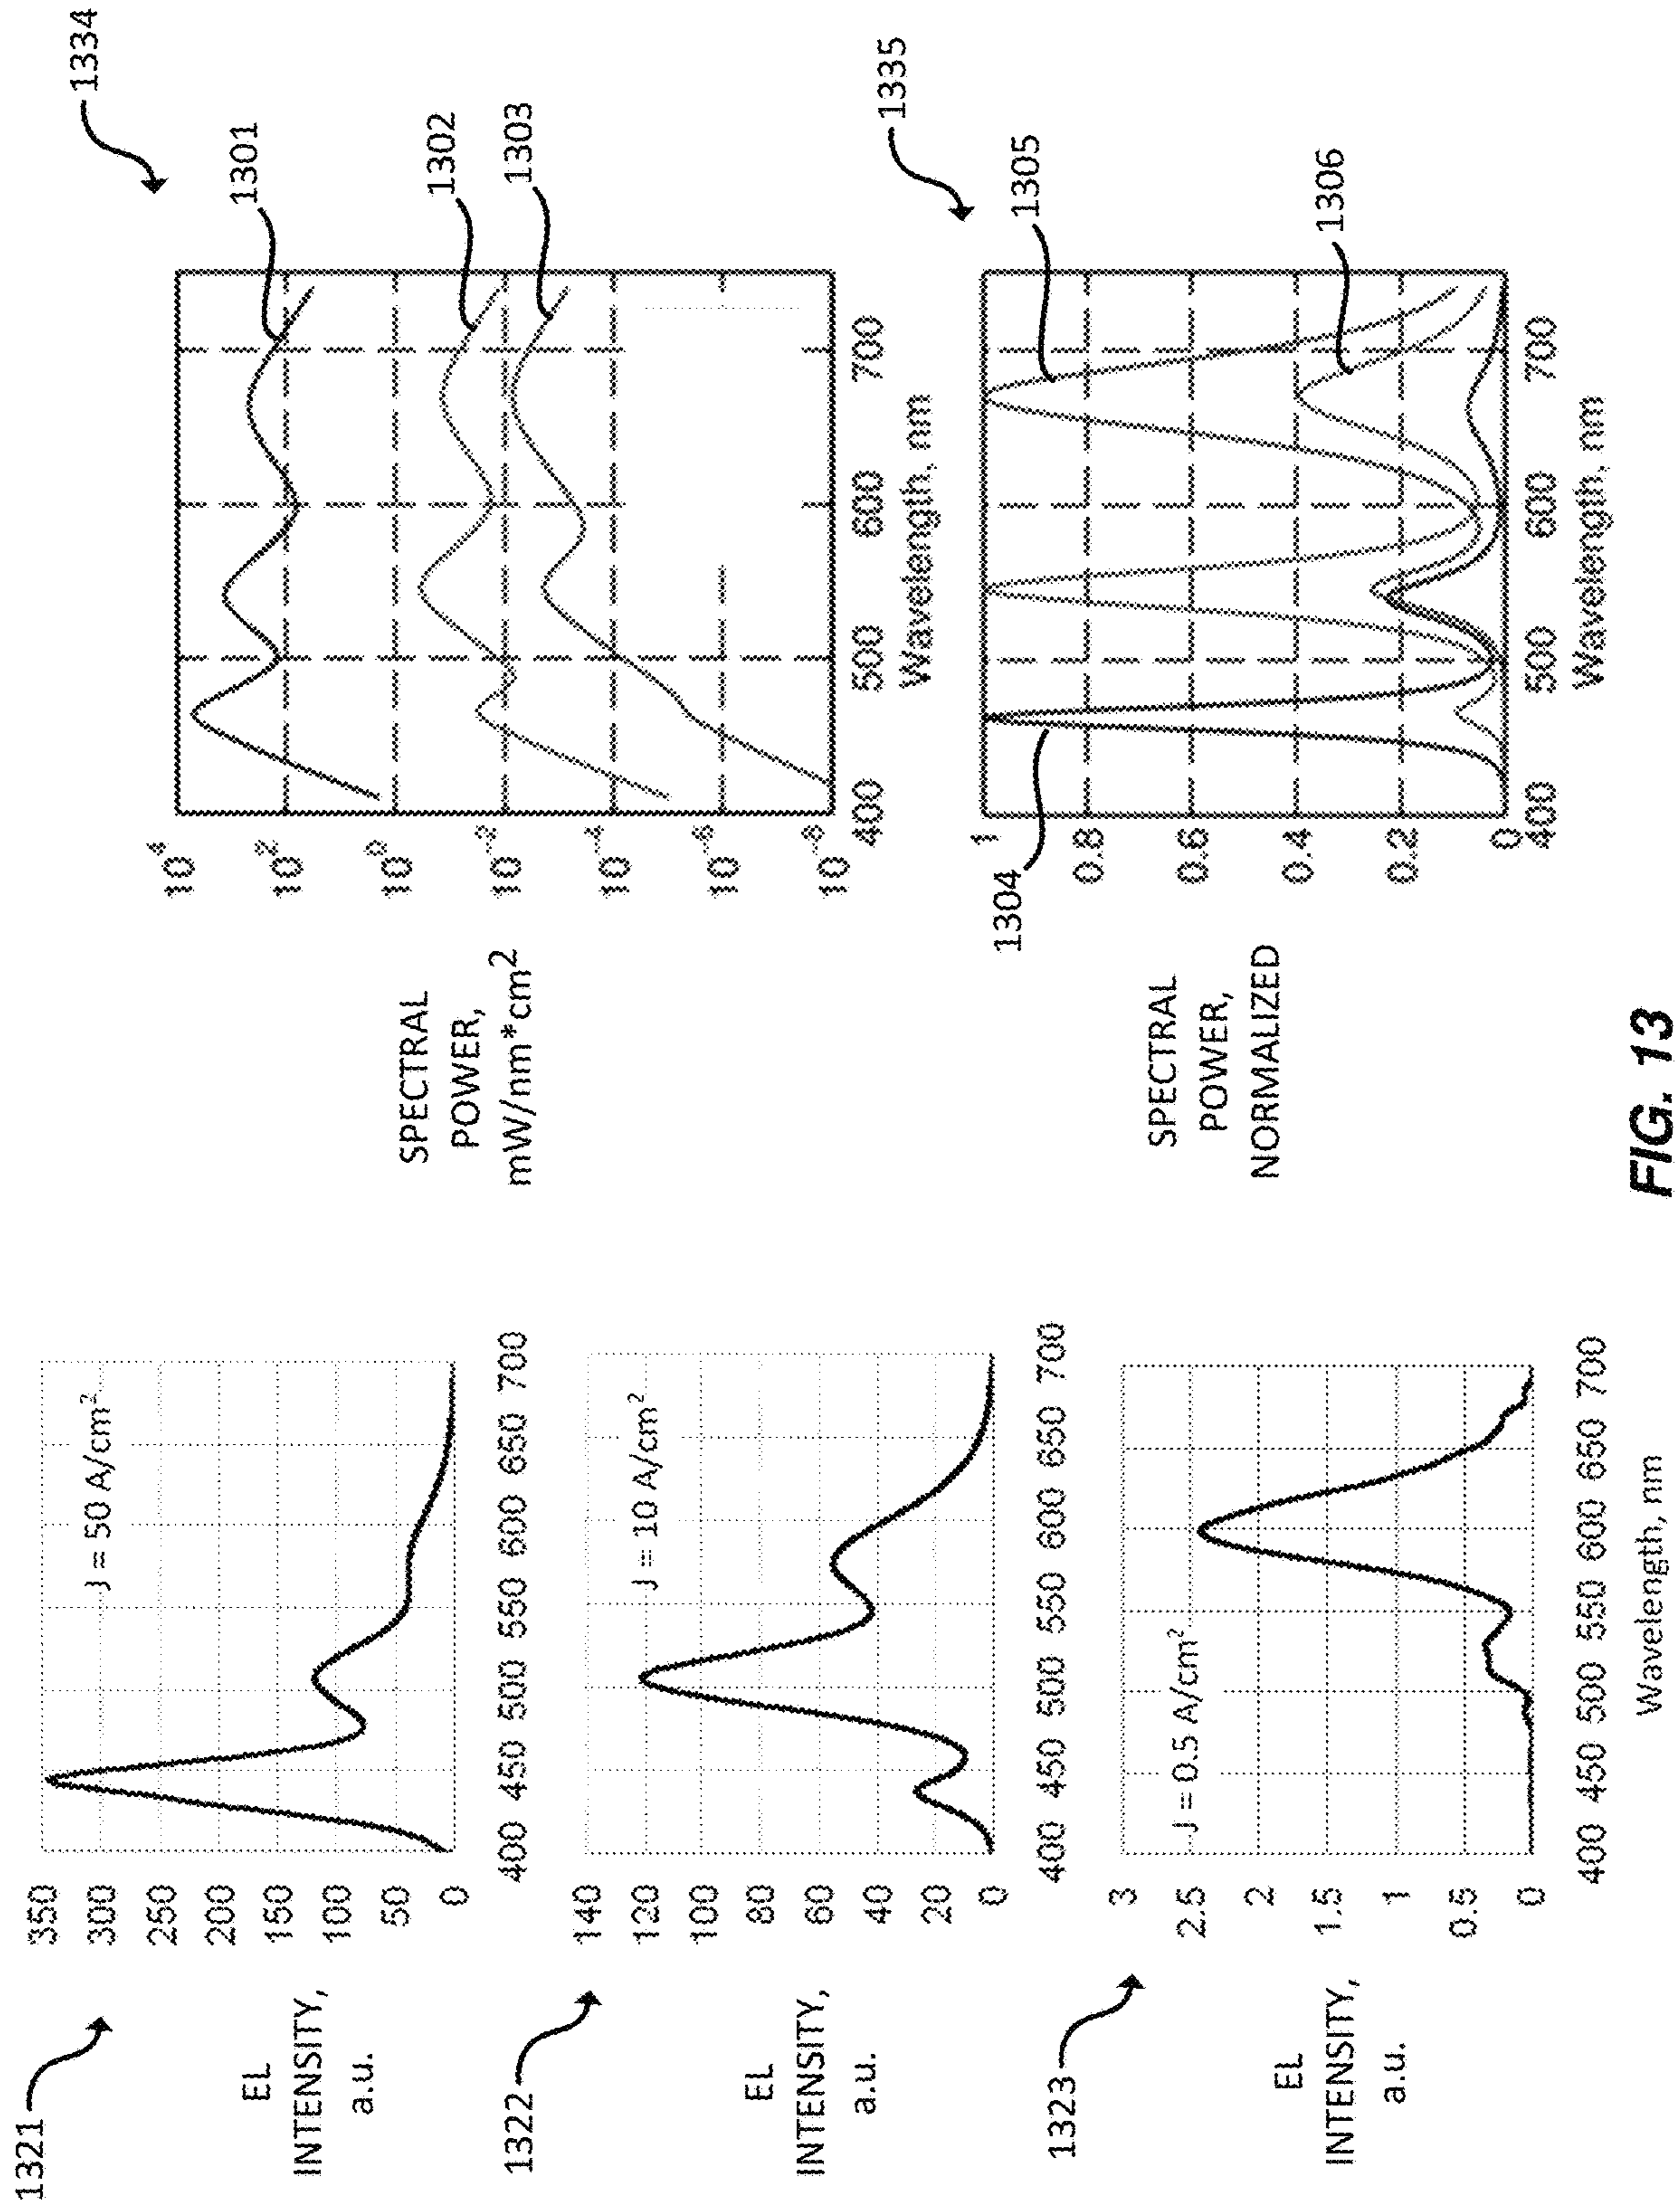 1321
EL
INTENSITY,
a.u.
350
300
250
200
150
100
50
0
J = 50 A/cm²
400 450 500 550 600 650 700
1322
EL
INTENSITY,
a.u.
140
120
100
80
60
40
20
0
J = 10 A/cm²
400 450 500 550 600 650 700
1323
EL
INTENSITY,
a.u.
3
2.5
2
1.5
1
0.5
0
J = 0.5 A/cm²
400 450 500 550 600 650 700
Wavelength, nm
1334
SPECTRAL
POWER,
mW/nm*cm²
10⁴
10²
10⁰
10⁻²
10⁻⁴
10⁻⁶
10⁻⁸
1301
1302
1303
400 500 600 700
Wavelength, nm
1335
SPECTRAL
POWER,
NORMALIZED
1
0.8
0.6
0.4
0.2
0
1304
1305
1306
400 500 600 700
Wavelength, nm
FIG. 13